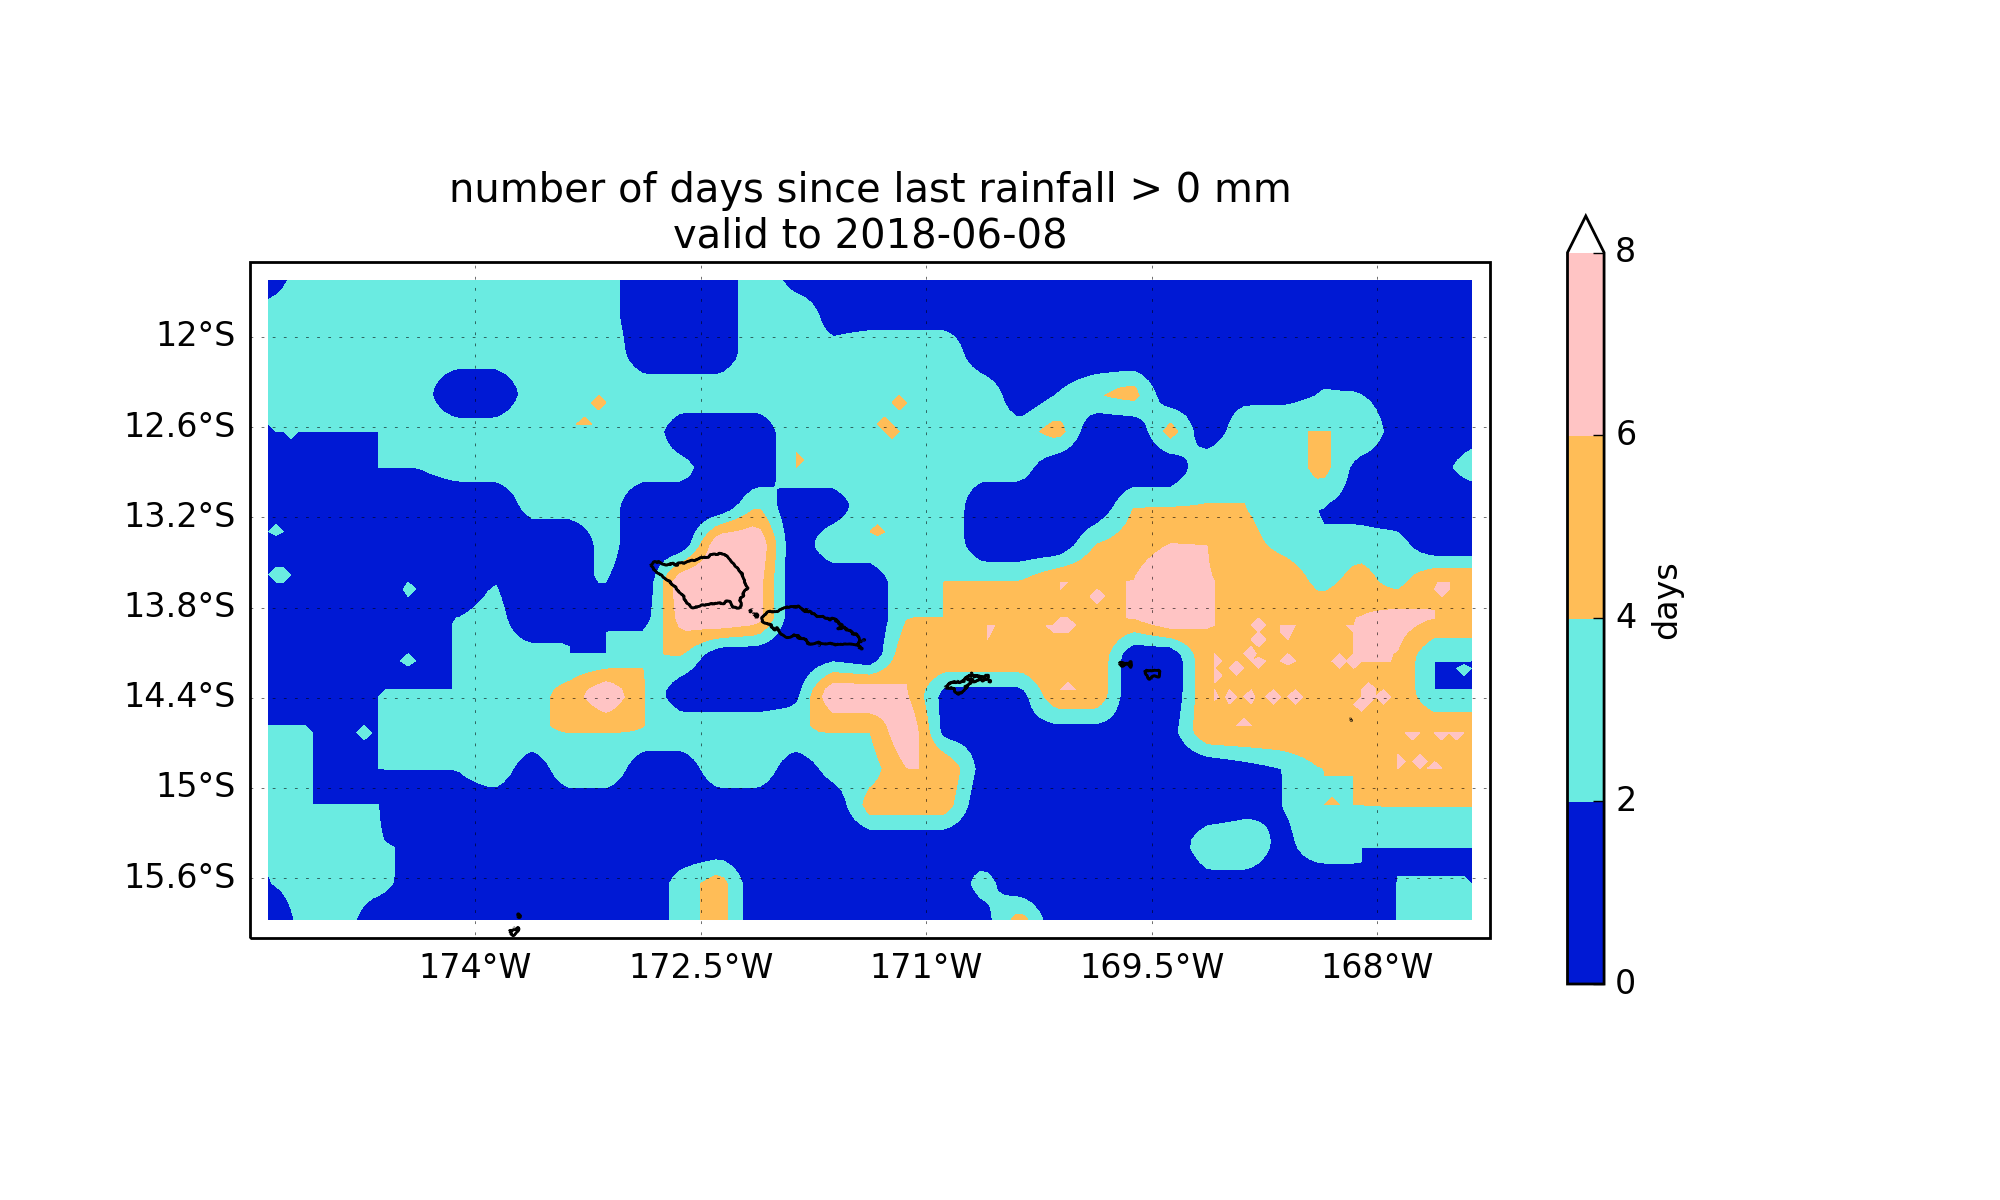 number of days since last rainfall > 0 mm
valid to 2018-06-08
12°S
12.6°S
13.2°S
13.8°S
14.4°S
15°S
15.6°S
174°W 172.5°W 171°W 169.5°W 168°W
8
6
4
2
0
days